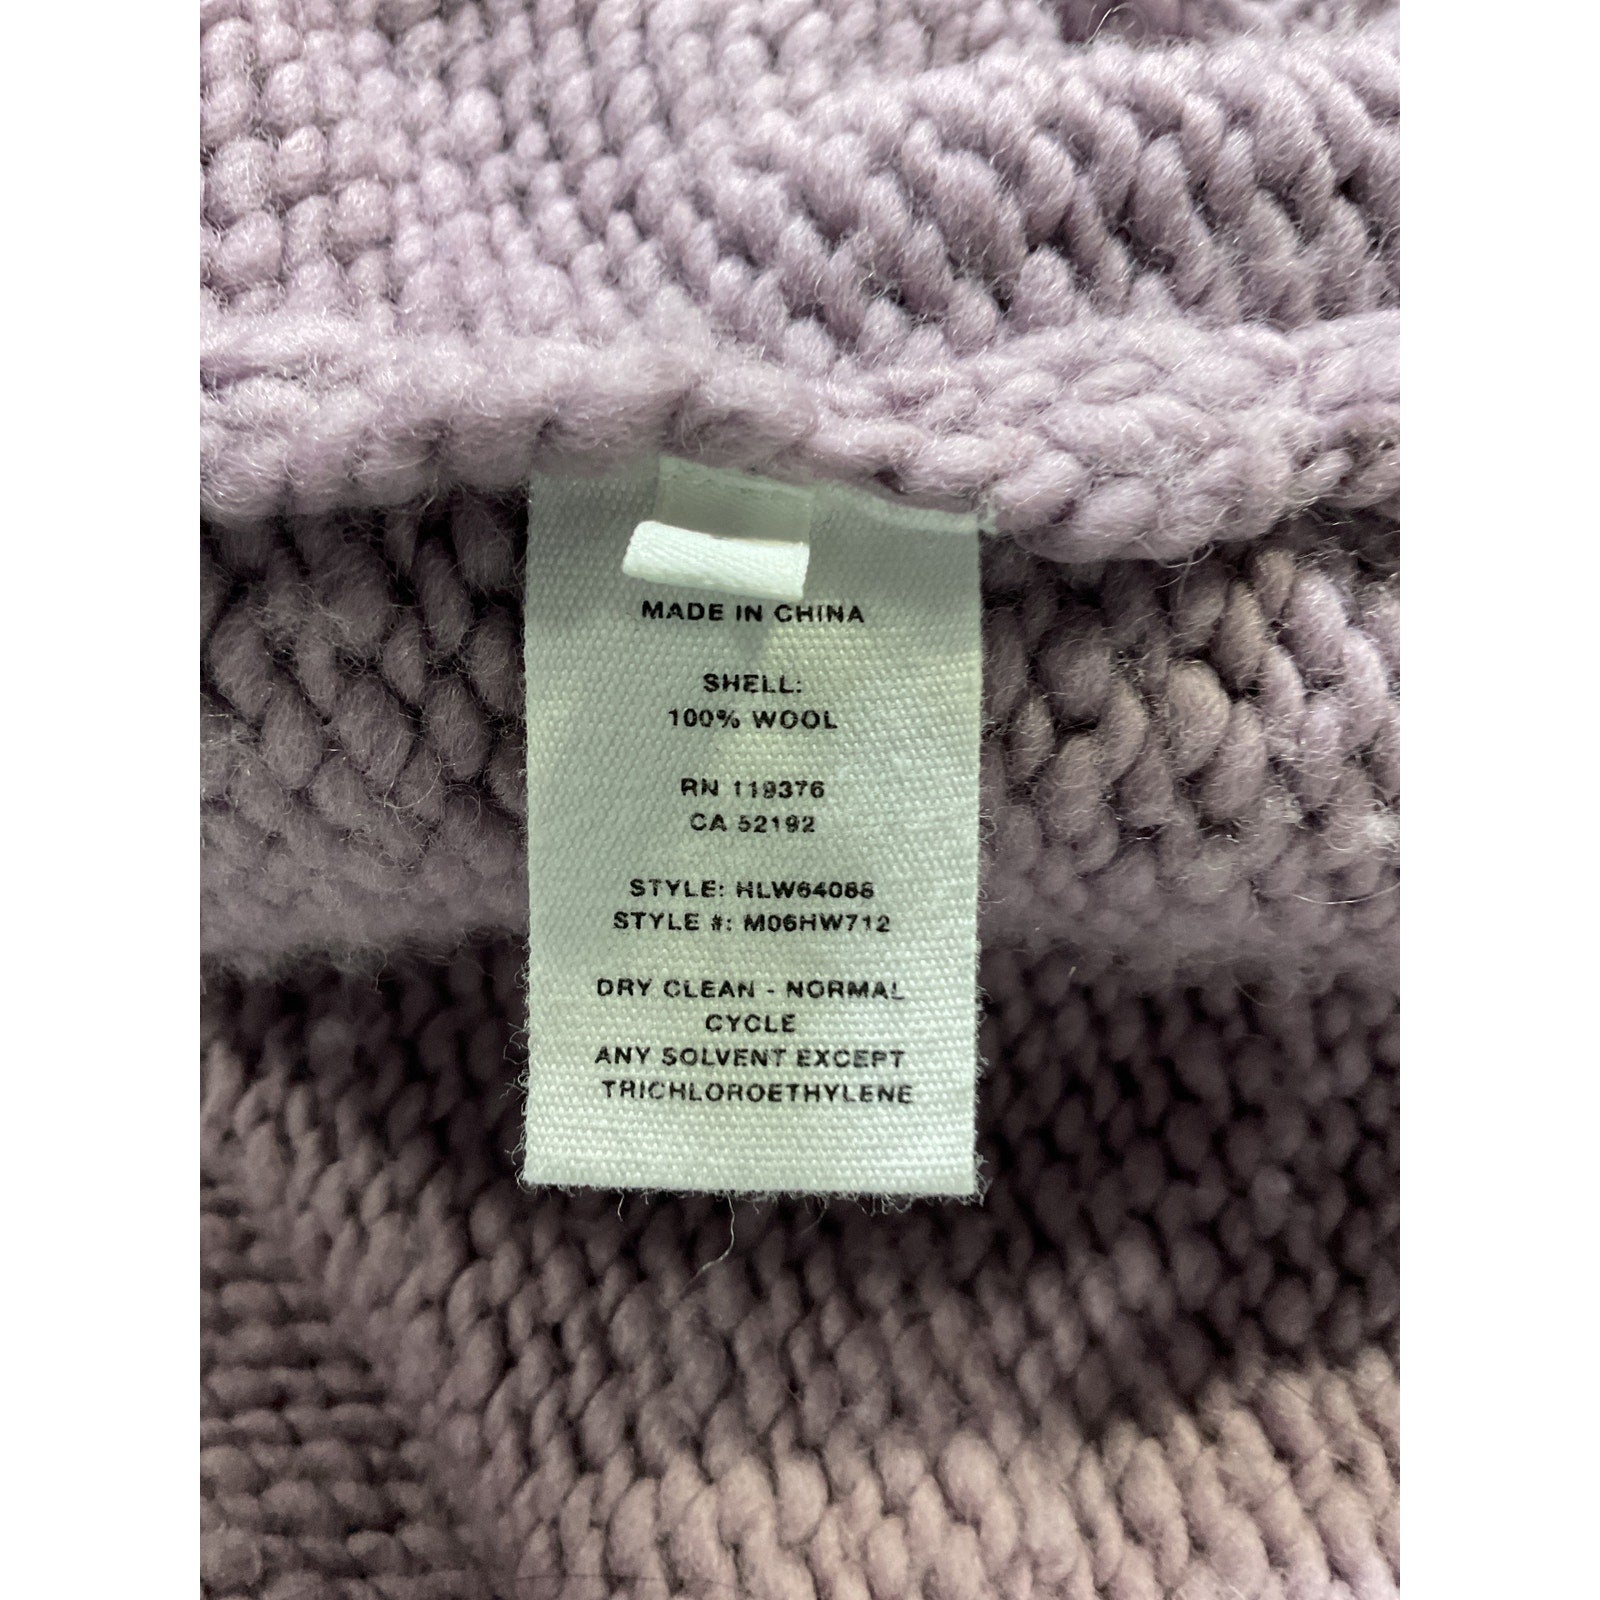 MADE IN CHINA
SHELL:
100% WOOL
RN 119376
CA 52192
STYLE: HLW64088
STYLE #: M06HW712
DRY CLEAN - NORMAL
CYCLE
ANY SOLVENT EXCEPT
TRICHLOROETHYLENE